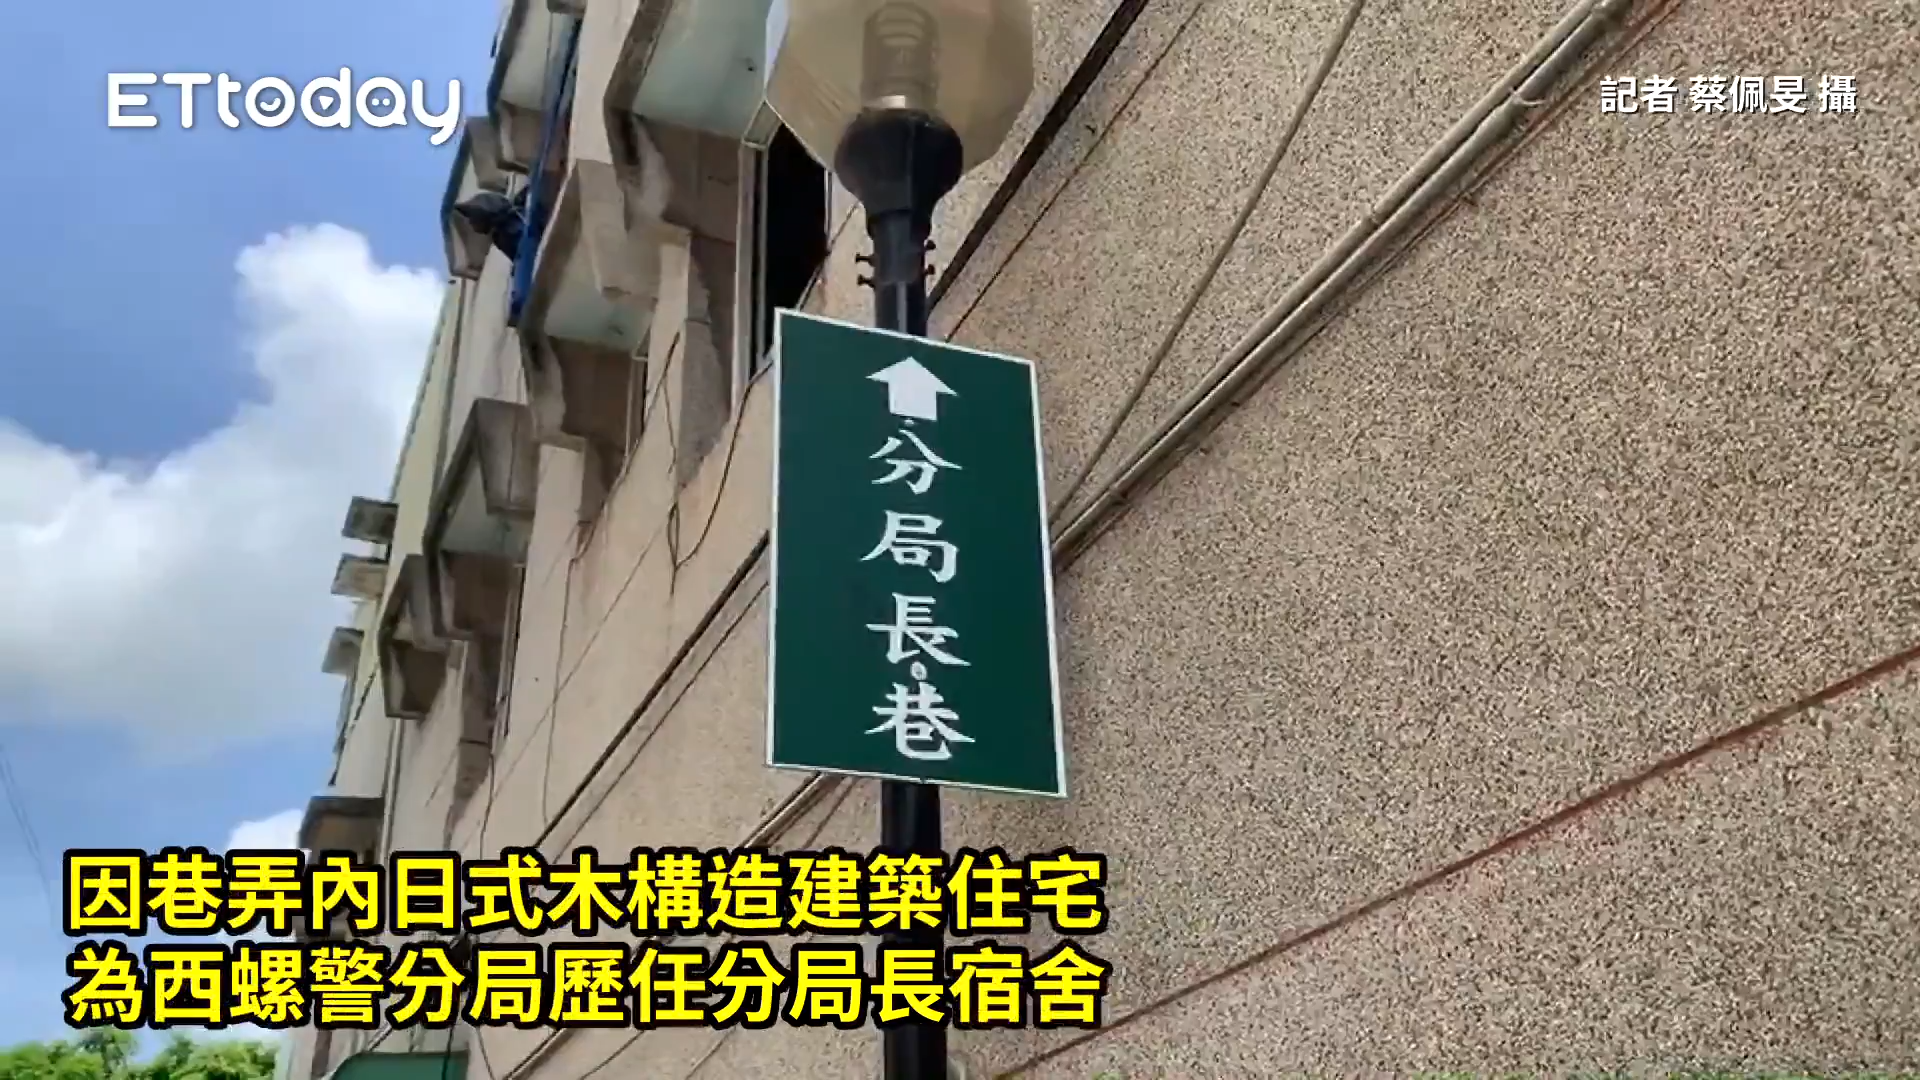 ETtoday
記者 蔡佩旻 攝
分局長巷
因巷弄內日式木構造建築住宅
為西螺警分局歷任分局長宿舍